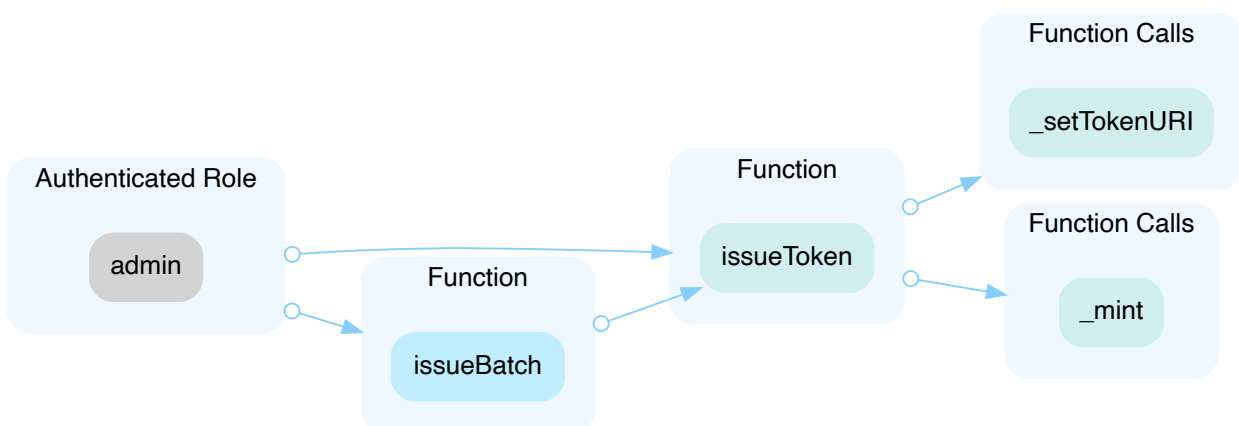 Authenticated Role
admin
Function
issueBatch
Function
issueToken
Function Calls
_setTokenURI
Function Calls
_mint